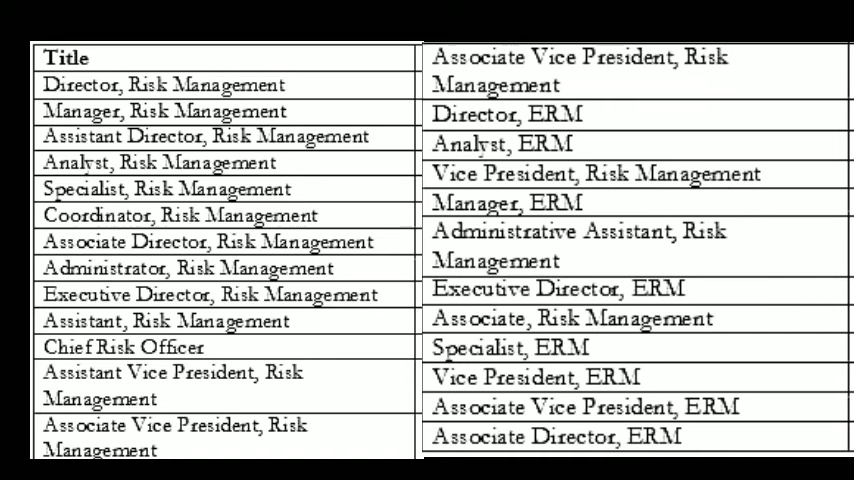 Title
Director, Risk Management
Manager, Risk Management
Assistant Director, Risk Management
Analyst, Risk Management
Specialist, Risk Management
Coordinator, Risk Management
Associate Director, Risk Management
Administrator, Risk Management
Executive Director, Risk Management
Assistant, Risk Management
Chief Risk Officer
Assistant Vice President, Risk
Management
Associate Vice President, Risk
Management
Associate Vice President, Risk
Management
Director, ERM
Analyst, ERM
Vice President, Risk Management
Manager, ERM
Administrative Assistant, Risk
Management
Executive Director, ERM
Associate, Risk Management
Specialist, ERM
Vice President, ERM
Associate Vice President, ERM
Associate Director, ERM